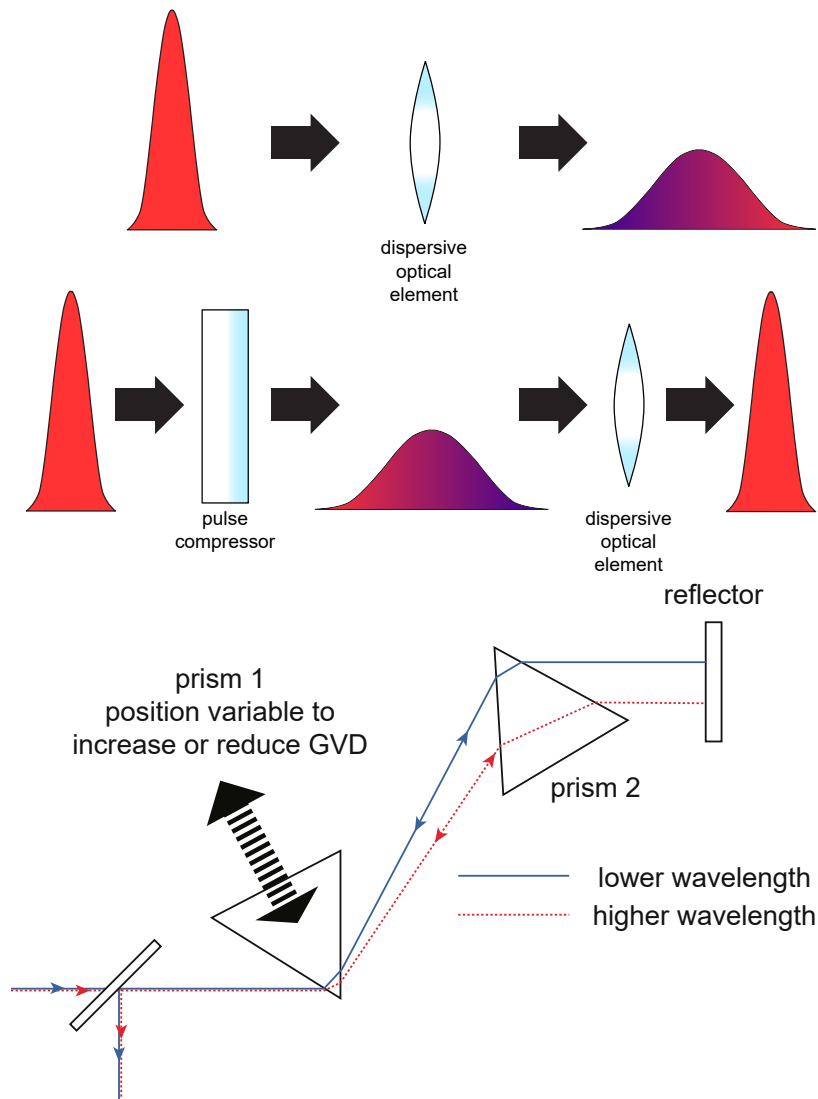 dispersive
optical
element
pulse
compressor
dispersive
optical
element
reflector
prism 1
position variable to
increase or reduce GVD
prism 2
lower wavelength
higher wavelength